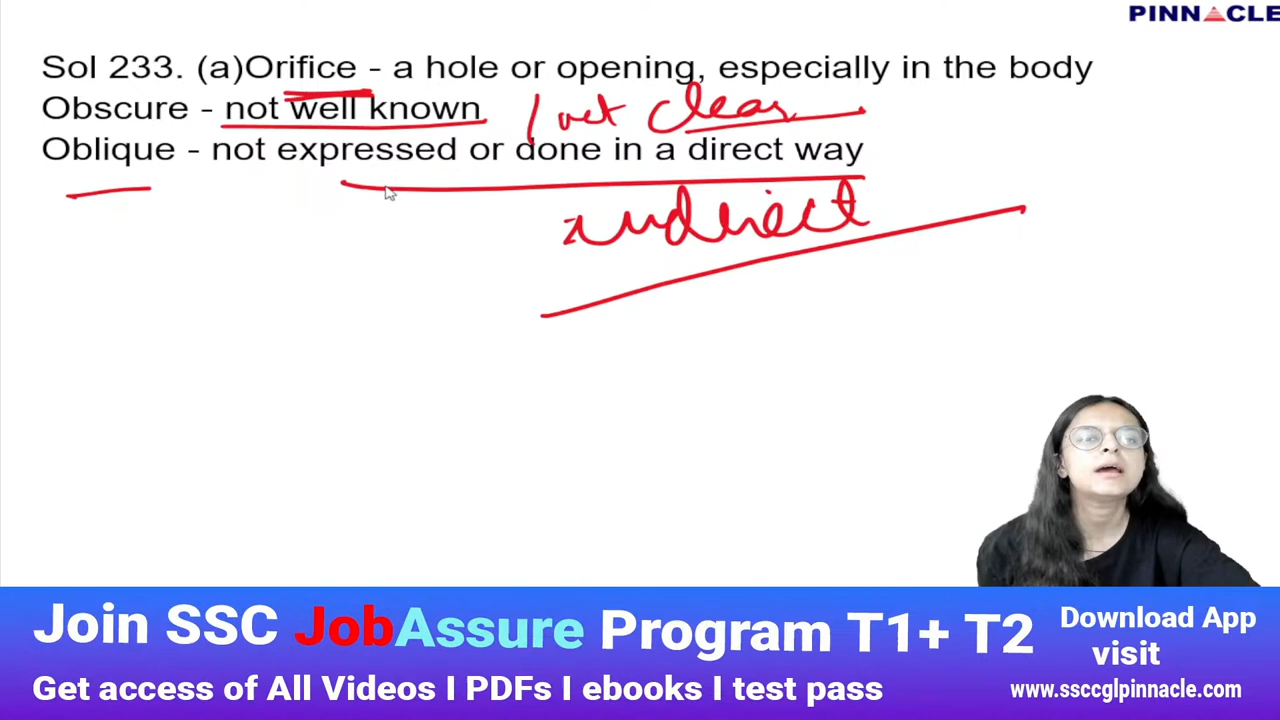 PINNACLE
Sol 233. (a)Orifice - a hole or opening, especially in the body
Obscure - not well known / not clear
Oblique - not expressed or done in a direct way
indirect
Join SSC JobAssure Program T1+ T2
Get access of All Videos I PDFs I ebooks I test pass
Download App
visit
www.ssccglpinnacle.com